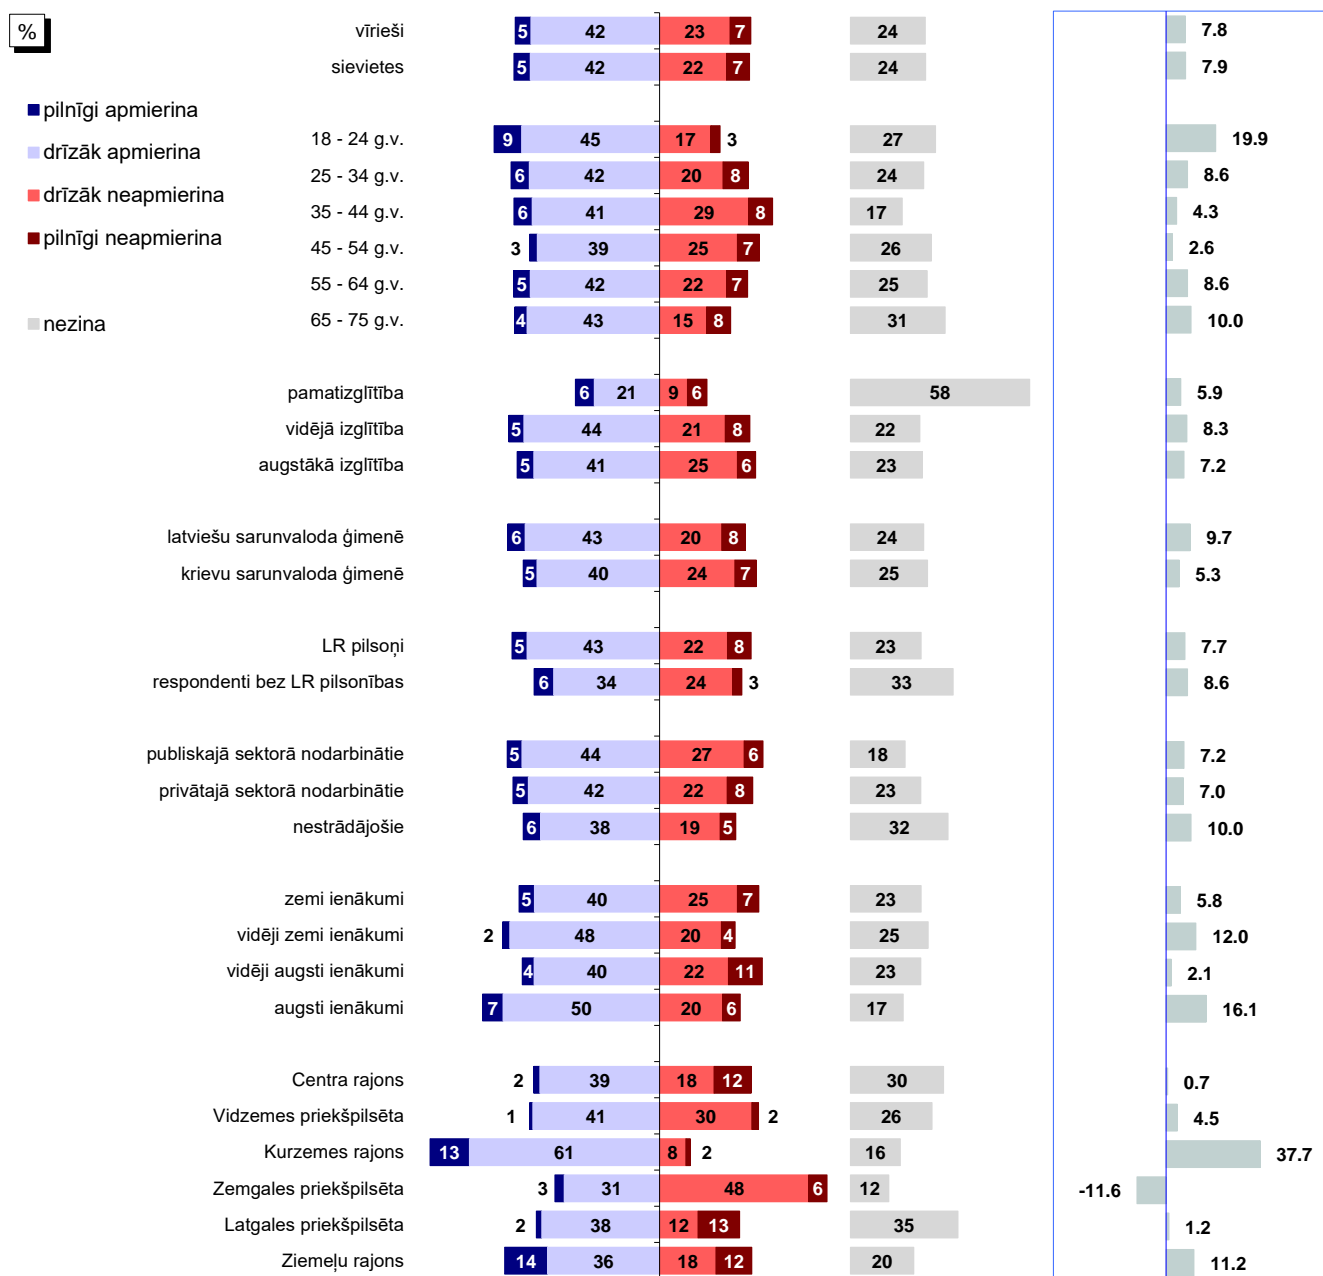 %
pilnīgi apmierina
drīzāk apmierina
drīzāk neapmierina
pilnīgi neapmierina
nezina
vīrieši 5 42 23 7 24 7.8
sievietes 5 42 22 7 24 7.9
18 - 24 g.v. 9 45 17 3 27 19.9
25 - 34 g.v. 6 42 20 8 24 8.6
35 - 44 g.v. 6 41 29 8 17 4.3
45 - 54 g.v. 3 39 25 7 26 2.6
55 - 64 g.v. 5 42 22 7 25 8.6
65 - 75 g.v. 4 43 15 8 31 10.0
pamatizglītība 6 21 9 6 58 5.9
vidējā izglītība 5 44 21 8 22 8.3
augstākā izglītība 5 41 25 6 23 7.2
latviešu sarunvaloda ģimenē 6 43 20 8 24 9.7
krievu sarunvaloda ģimenē 5 40 24 7 25 5.3
LR pilsoņi 5 43 22 8 23 7.7
respondenti bez LR pilsonības 6 34 24 3 33 8.6
publiskajā sektorā nodarbinātie 5 44 27 6 18 7.2
privātajā sektorā nodarbinātie 5 42 22 8 23 7.0
nestrādājošie 6 38 19 5 32 10.0
zemi ienākumi 5 40 25 7 23 5.8
vidēji zemi ienākumi 2 48 20 4 25 12.0
vidēji augsti ienākumi 4 40 22 11 23 2.1
augsti ienākumi 7 50 20 6 17 16.1
Centra rajons 2 39 18 12 30 0.7
Vidzemes priekšpilsēta 1 41 30 2 26 4.5
Kurzemes rajons 13 61 8 2 16 37.7
Zemgales priekšpilsēta 3 31 48 6 12 -11.6
Latgales priekšpilsēta 2 38 12 13 35 1.2
Ziemeļu rajons 14 36 18 12 20 11.2